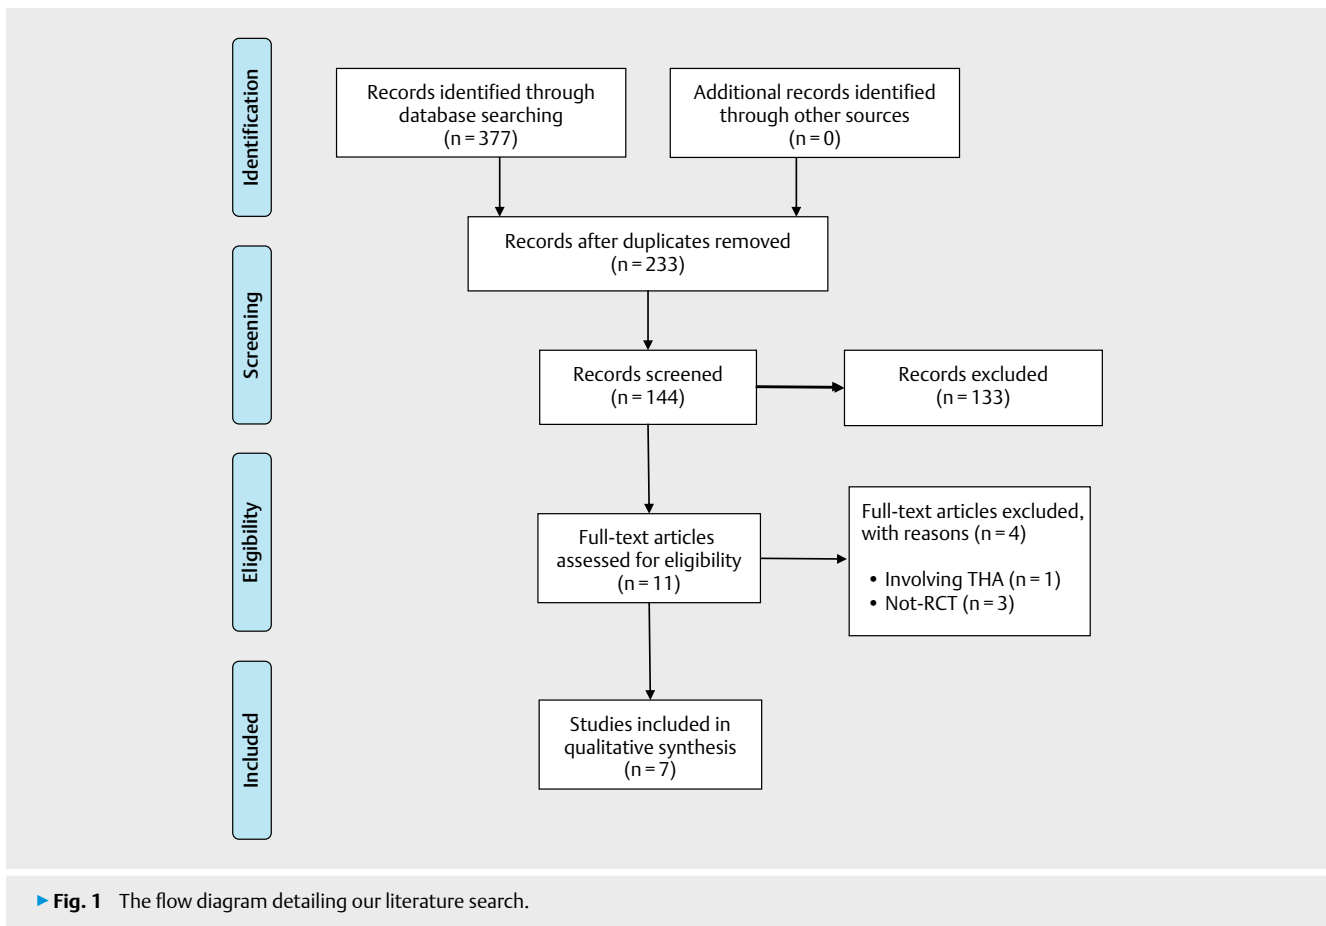 Identification
Records identified through
database searching
(n = 377)
Additional records identified
through other sources
(n = 0)
Records after duplicates removed
(n = 233)
Screening
Records screened
(n = 144)
Records excluded
(n = 133)
Eligibility
Full-text articles
assessed for eligibility
(n = 11)
Full-text articles excluded,
with reasons (n = 4)
• Involving THA (n = 1)
• Not-RCT (n = 3)
Included
Studies included in
qualitative synthesis
(n = 7)
▶ Fig. 1 The flow diagram detailing our literature search.